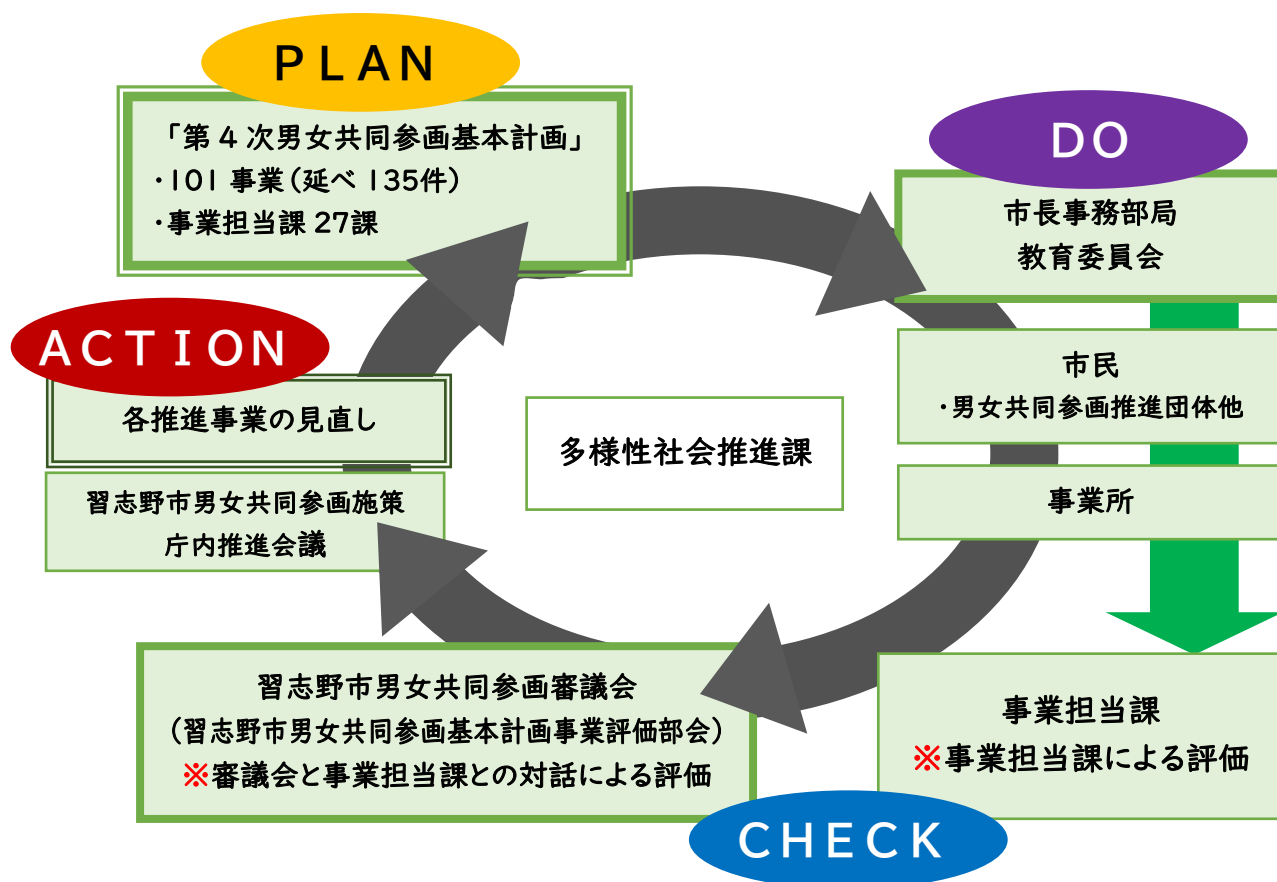 PLAN
「第4次男女共同参画基本計画」
・101事業(延べ135件)
・事業担当課27課
DO
市長事務部局
教育委員会
市民
・男女共同参画推進団体他
事業所
事業担当課
※事業担当課による評価
CHECK
習志野市男女共同参画審議会
(習志野市男女共同参画基本計画事業評価部会)
※審議会と事業担当課との対話による評価
ACTION
各推進事業の見直し
習志野市男女共同参画施策
庁内推進会議
多様性社会推進課